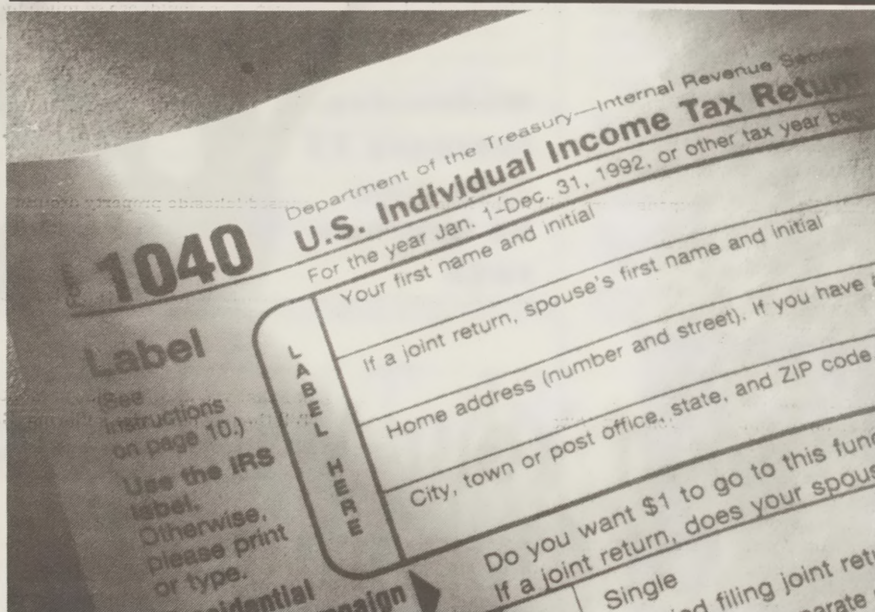 Department of the Treasury—Internal Revenue Service
Form 1040
U.S. Individual Income Tax Return
For the year Jan. 1–Dec. 31, 1992, or other tax year
Label
(See
instructions
on page 10.)
Use the IRS
label.
Otherwise,
please print
or type.
LABEL HERE
Your first name and initial
If a joint return, spouse's first name and initial
Home address (number and street). If you have
City, town or post office, state, and ZIP code
Do you want $1 to go to this
If a joint return, does your
Single
filing joint